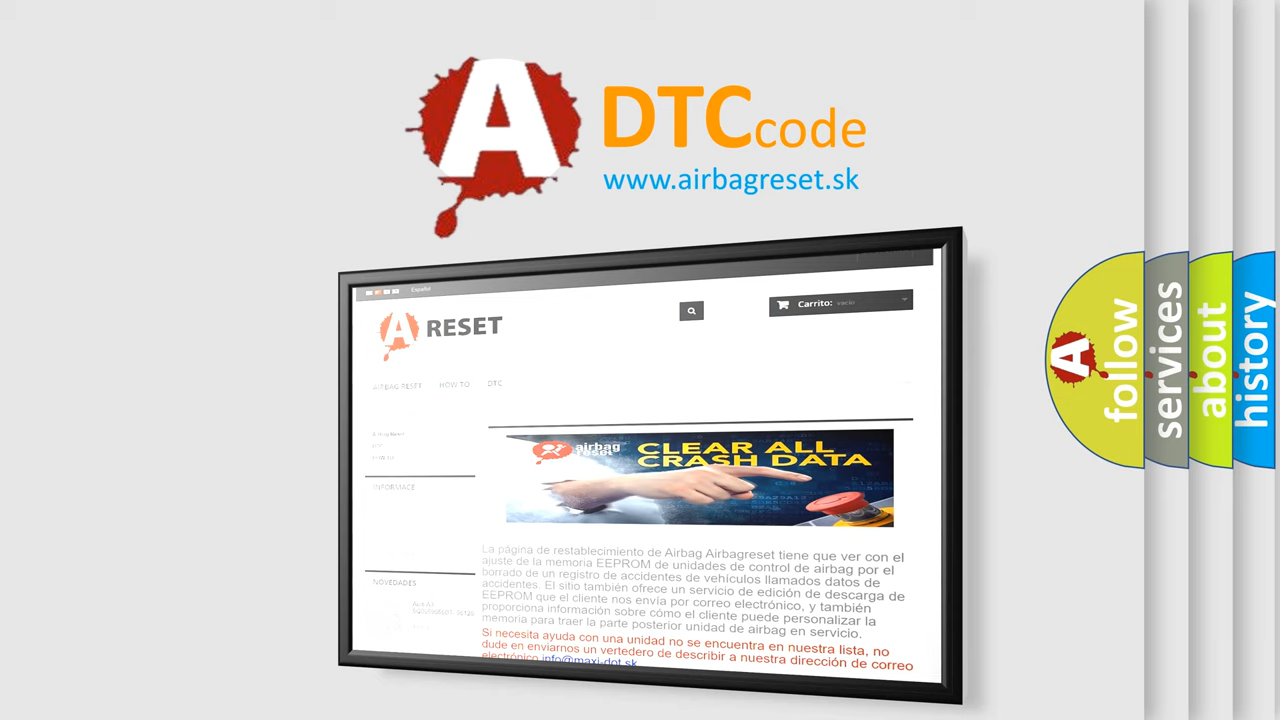 A
DTCcode
www.airbagreset.sk
Español
A RESET
Carrito: vacío
AIRBAG RESET HOW TO DTC
INFORMACE
NOVEDADES
airbag
reset
CLEAR ALL
CRASH DATA
La página de restablecimiento de Airbag Airbagreset tiene que ver con el
ajuste de la memoria EEPROM de unidades de control de airbag por el
borrado de un registro de accidentes de vehículos llamados datos de
accidentes. El sitio también ofrece un servicio de edición de descarga de
EEPROM que el cliente nos envía por correo electrónico, y también
proporciona información sobre cómo el cliente puede personalizar la
memoria para traer la parte posterior unidad de airbag en servicio.
Si necesita ayuda con una unidad no se encuentra en nuestra lista, no
dude en enviarnos un vertedero de describir a nuestra dirección de correo
electrónico info@maxi-dot.sk
A
follow
services
about
history